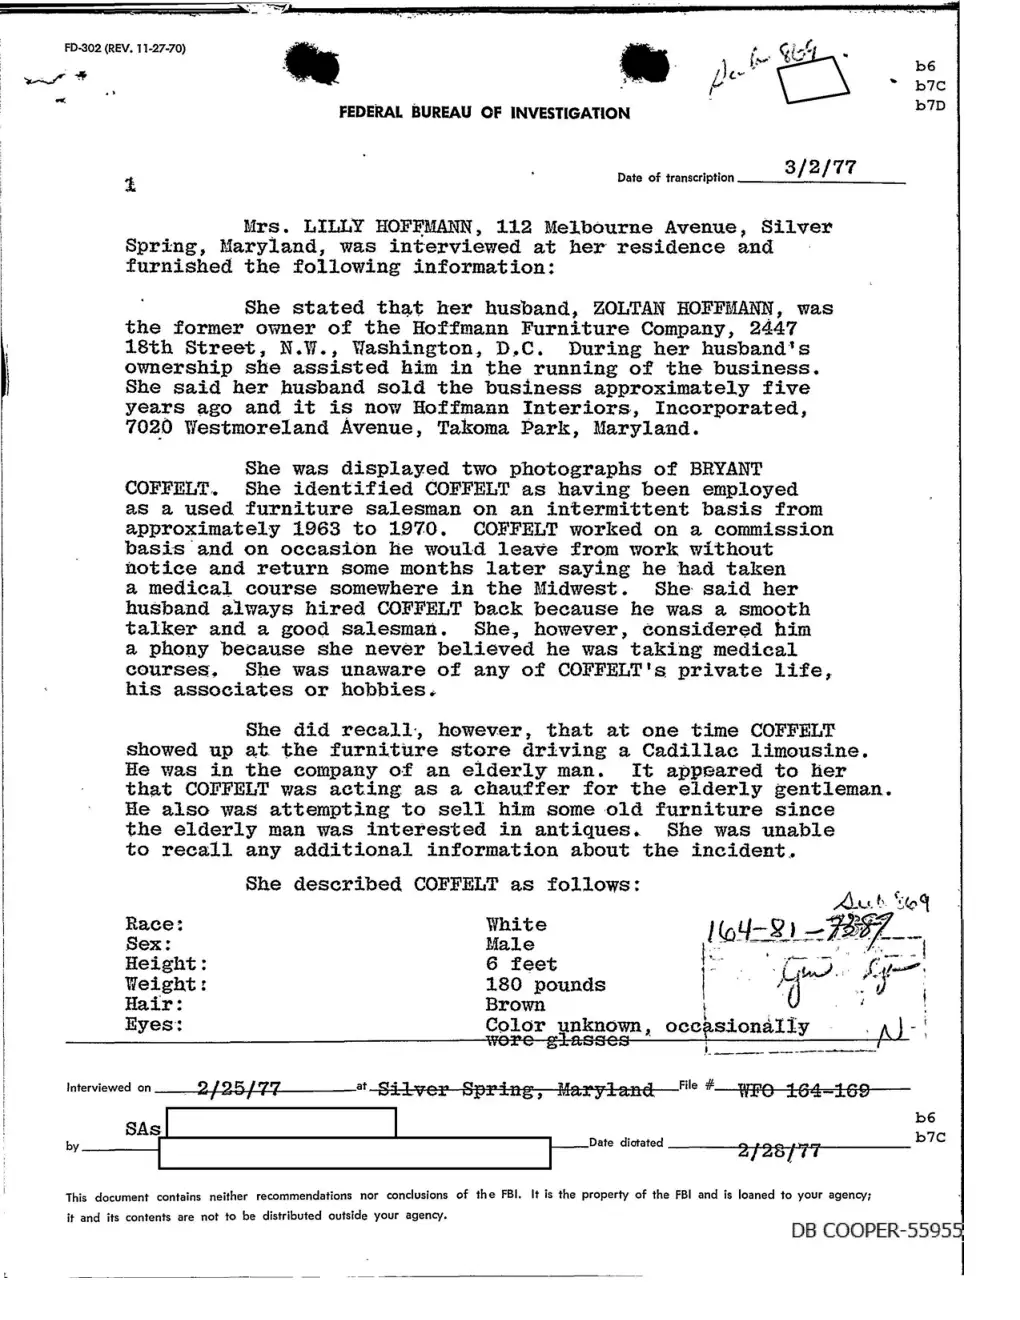 FD-302 (REV. 11-27-70)
Sub 869
b6
b7C
b7D
FEDERAL BUREAU OF INVESTIGATION
1
Date of transcription 3/2/77
Mrs. LILLY HOFFMANN, 112 Melbourne Avenue, Silver
Spring, Maryland, was interviewed at her residence and
furnished the following information:
She stated that her husband, ZOLTAN HOFFMANN, was
the former owner of the Hoffmann Furniture Company, 2447
18th Street, N.W., Washington, D.C. During her husband's
ownership she assisted him in the running of the business.
She said her husband sold the business approximately five
years ago and it is now Hoffmann Interiors, Incorporated,
7020 Westmoreland Avenue, Takoma Park, Maryland.
She was displayed two photographs of BRYANT
COFFELT. She identified COFFELT as having been employed
as a used furniture salesman on an intermittent basis from
approximately 1963 to 1970. COFFELT worked on a commission
basis and on occasion he would leave from work without
notice and return some months later saying he had taken
a medical course somewhere in the Midwest. She said her
husband always hired COFFELT back because he was a smooth
talker and a good salesman. She, however, considered him
a phony because she never believed he was taking medical
courses. She was unaware of any of COFFELT's private life,
his associates or hobbies.
She did recall, however, that at one time COFFELT
showed up at the furniture store driving a Cadillac limousine.
He was in the company of an elderly man. It appeared to her
that COFFELT was acting as a chauffer for the elderly gentleman.
He also was attempting to sell him some old furniture since
the elderly man was interested in antiques. She was unable
to recall any additional information about the incident.
She described COFFELT as follows:
Sub 869
Race: White
164-81-7387
Sex: Male
Height: 6 feet
Weight: 180 pounds
Hair: Brown
Eyes: Color unknown, occasionally
wore glasses
Interviewed on 2/25/77 at Silver Spring, Maryland File # WFO 164-169
SAs
by Date dictated 2/28/77
b6
b7C
This document contains neither recommendations nor conclusions of the FBI. It is the property of the FBI and is loaned to your agency;
it and its contents are not to be distributed outside your agency.
DB COOPER-55955